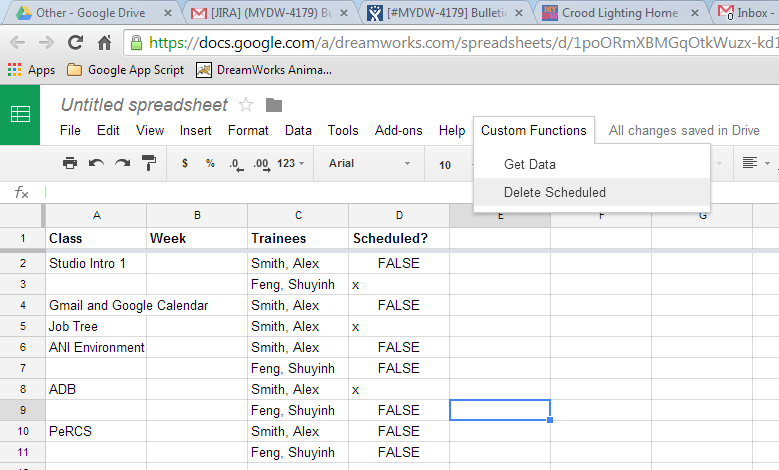 Other - Google Drive
[JIRA] (MYDW-4179) Bu
[#MYDW-4179] Bulletin
Crood Lighting Home
Inbox -
https://docs.google.com/a/dreamworks.com/spreadsheets/d/1poORmXBMGqOtkWuzx-kd1
Apps Google App Script DreamWorks Anima...
Untitled spreadsheet
File Edit View Insert Format Data Tools Add-ons Help Custom Functions All changes saved in Drive
$ % .0 .00 123 Arial 10
Get Data
Delete Scheduled
fx
A B C D E F G
1 Class Week Trainees Scheduled?
2 Studio Intro 1 Smith, Alex FALSE
3 Feng, Shuyinh x
4 Gmail and Google Calendar Smith, Alex FALSE
5 Job Tree Smith, Alex x
6 ANI Environment Smith, Alex FALSE
7 Feng, Shuyinh FALSE
8 ADB Smith, Alex x
9 Feng, Shuyinh FALSE
10 PeRCS Smith, Alex FALSE
11 Feng, Shuyinh FALSE